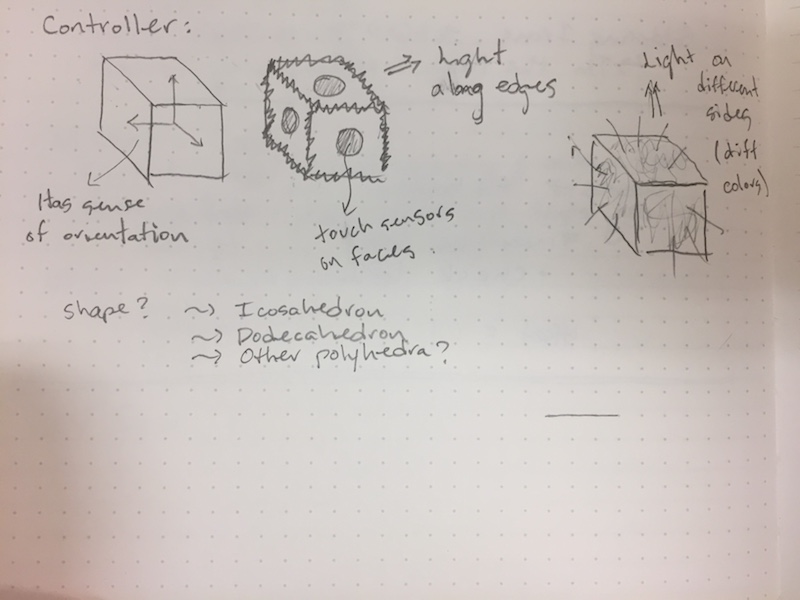 Controller:
Has sense
of orientation
Light
along edges
touch sensors
on faces
Light on
different
sides
(diff
colors)
shape? ~> Icosahedron
~> Dodecahedron
~> Other polyhedra?